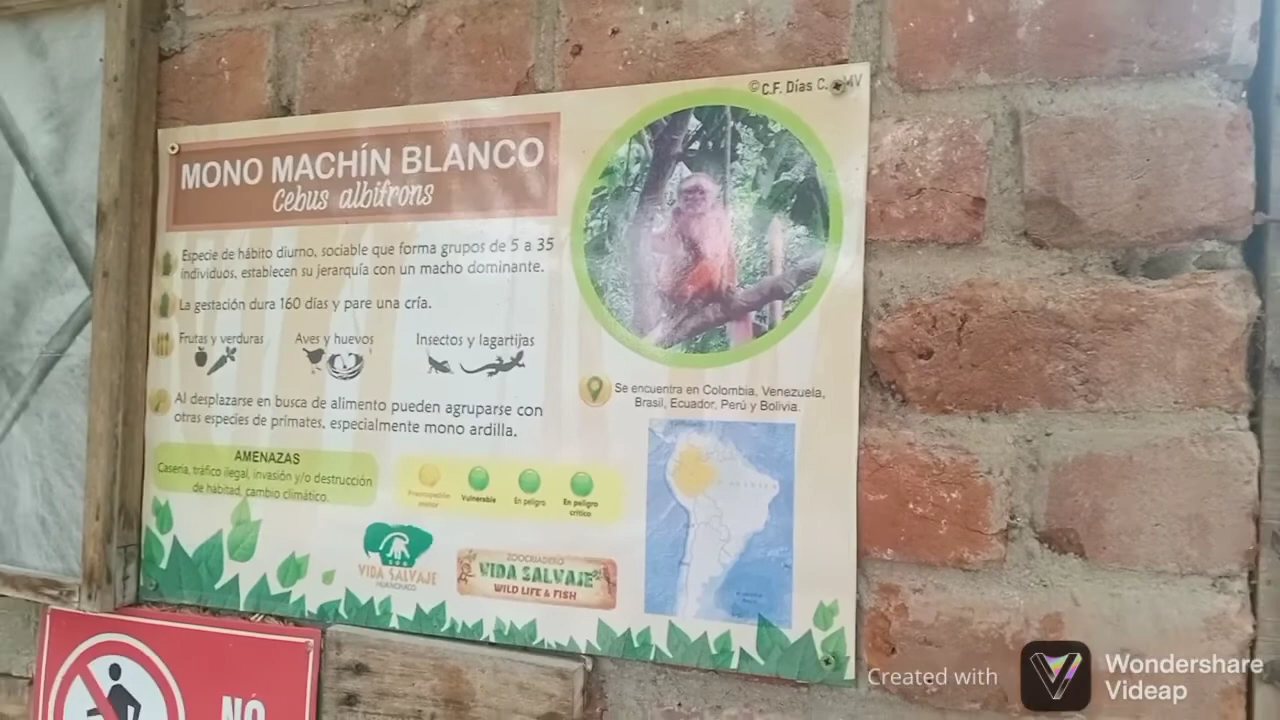 ©C.F. Días C. MV
MONO MACHÍN BLANCO
Cebus albifrons
Especie de hábito diurno, sociable que forma grupos de 5 a 35
individuos, establecen su jerarquía con un macho dominante.
La gestación dura 160 días y pare una cría.
Frutas y verduras
Aves y huevos
Insectos y lagartijas
Al desplazarse en busca de alimento pueden agruparse con
otras especies de primates, especialmente mono ardilla.
Se encuentra en Colombia, Venezuela,
Brasil, Ecuador, Perú y Bolivia.
AMENAZAS
Casería, tráfico ilegal, invasión y/o destrucción
de hábitad, cambio climático.
Preocupación
menor
Vulnerable
En peligro
En peligro
crítico
ZOO
VIDA SALVAJE
HUANCHACO
ZOOCRIADERO
VIDA SALVAJE
WILD LIFE & FISH
NO
Created with
Wondershare
Videap